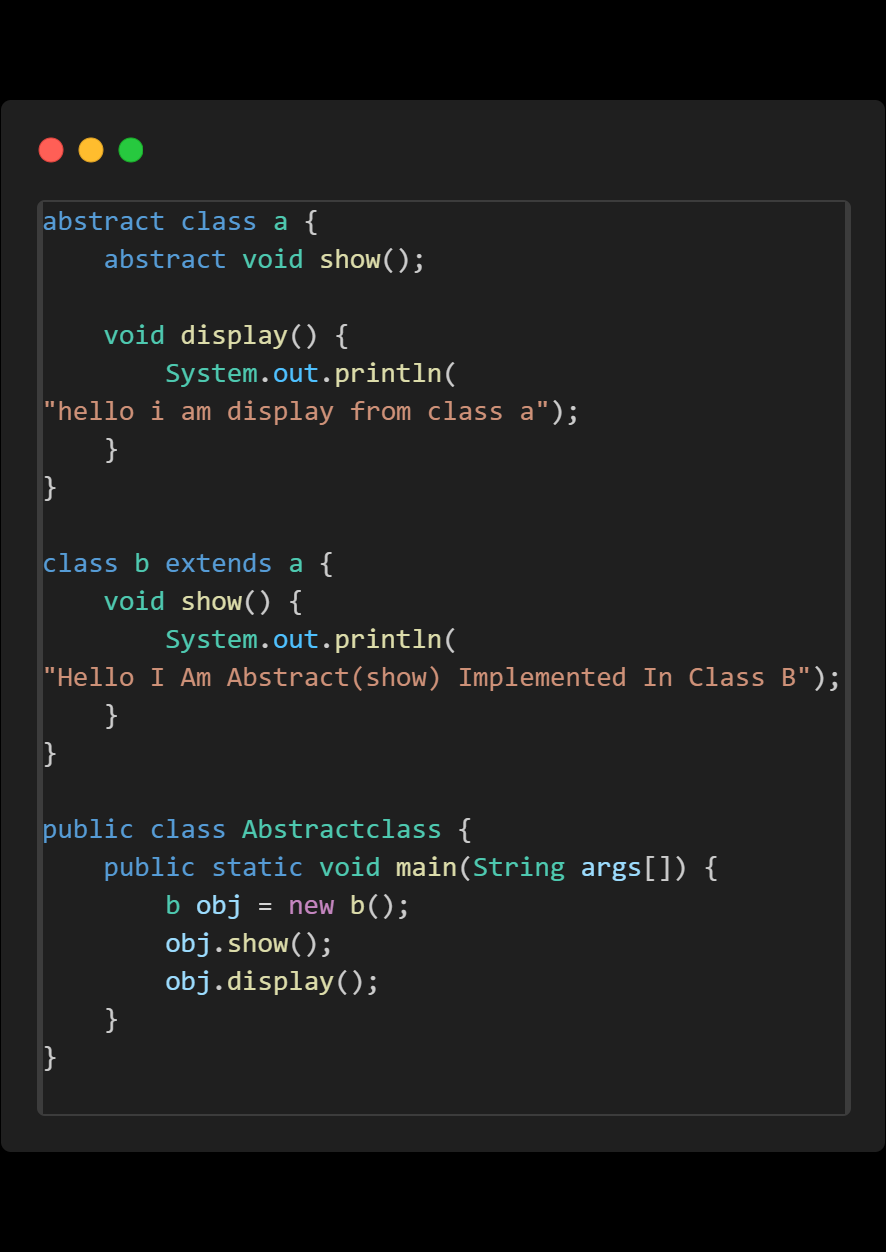 abstract class a {
    abstract void show();

    void display() {
        System.out.println(
"hello i am display from class a");
    }
}

class b extends a {
    void show() {
        System.out.println(
"Hello I Am Abstract(show) Implemented In Class B");
    }
}

public class Abstractclass {
    public static void main(String args[]) {
        b obj = new b();
        obj.show();
        obj.display();
    }
}